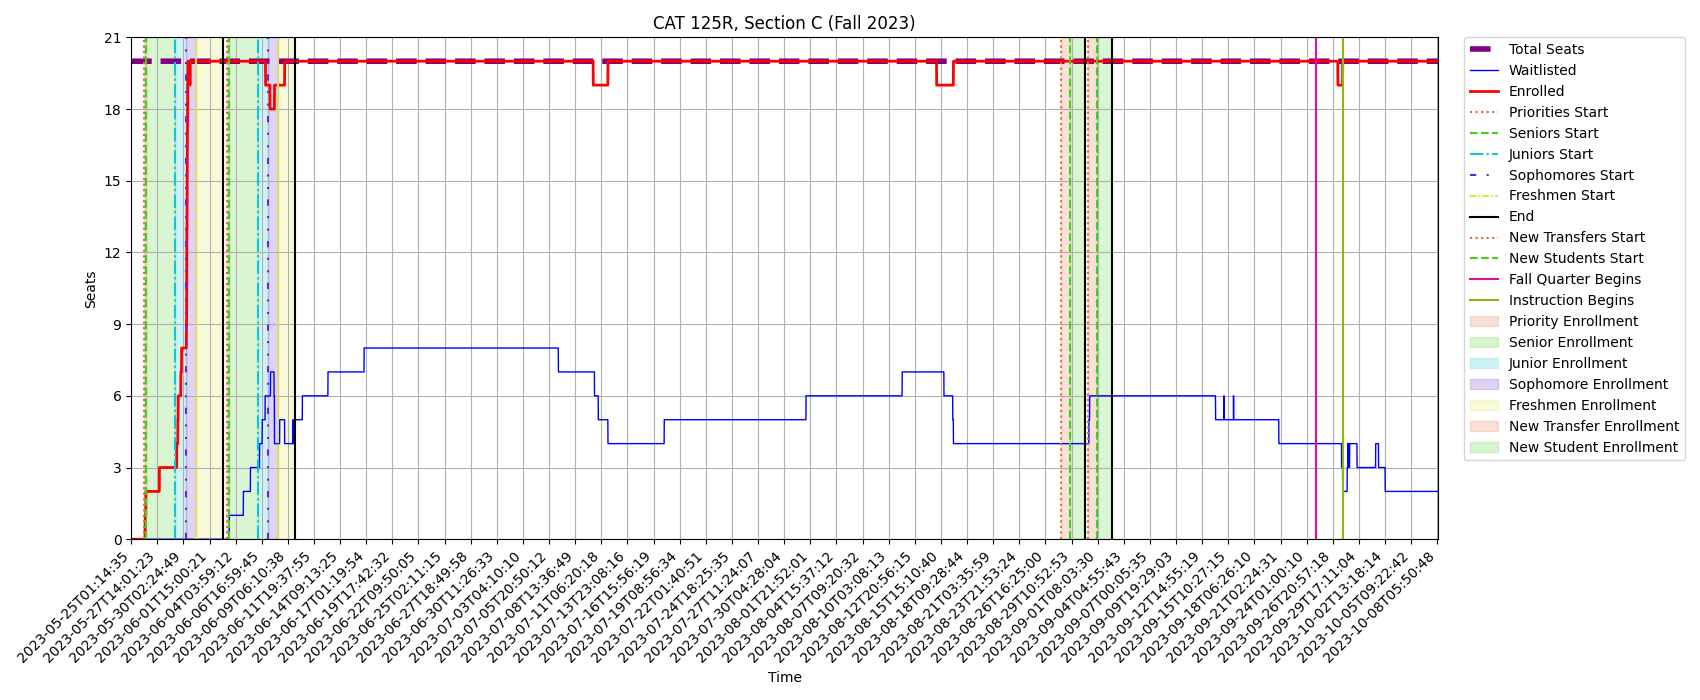 CAT 125R, Section C (Fall 2023)
Seats
21
18
15
12
9
6
3
0
2023-05-25T01:14:35
2023-05-27T14:01:23
2023-05-30T02:24:49
2023-06-01T15:00:21
2023-06-04T03:59:12
2023-06-06T16:59:45
2023-06-09T06:10:38
2023-06-11T19:37:55
2023-06-14T09:13:25
2023-06-17T01:19:54
2023-06-19T17:42:32
2023-06-22T09:50:05
2023-06-25T02:11:15
2023-06-27T18:49:58
2023-06-30T11:26:33
2023-07-03T04:10:10
2023-07-05T20:50:12
2023-07-08T13:36:49
2023-07-11T06:20:18
2023-07-13T23:08:16
2023-07-16T15:56:19
2023-07-19T08:56:34
2023-07-22T01:40:51
2023-07-24T18:25:35
2023-07-27T11:24:07
2023-07-30T04:28:04
2023-08-01T21:52:01
2023-08-04T15:37:12
2023-08-07T09:20:32
2023-08-10T03:08:13
2023-08-12T20:56:15
2023-08-15T15:10:40
2023-08-18T09:28:44
2023-08-21T03:35:59
2023-08-23T21:53:24
2023-08-26T16:25:00
2023-08-29T10:52:53
2023-09-01T08:03:30
2023-09-04T04:55:43
2023-09-07T00:05:35
2023-09-09T19:29:03
2023-09-12T14:55:19
2023-09-15T10:27:15
2023-09-18T06:26:10
2023-09-21T02:24:31
2023-09-24T01:00:10
2023-09-26T20:57:18
2023-09-29T17:11:04
2023-10-02T13:18:14
2023-10-05T09:22:42
2023-10-08T05:50:48
Time
Total Seats
Waitlisted
Enrolled
Priorities Start
Seniors Start
Juniors Start
Sophomores Start
Freshmen Start
End
New Transfers Start
New Students Start
Fall Quarter Begins
Instruction Begins
Priority Enrollment
Senior Enrollment
Junior Enrollment
Sophomore Enrollment
Freshmen Enrollment
New Transfer Enrollment
New Student Enrollment